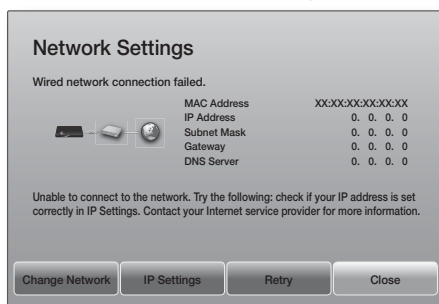 Network Settings
Wired network connection failed.
MAC Address XX:XX:XX:XX:XX:XX
IP Address 0. 0. 0. 0
Subnet Mask 0. 0. 0. 0
Gateway 0. 0. 0. 0
DNS Server 0. 0. 0. 0
Unable to connect to the network. Try the following: check if your IP address is set
correctly in IP Settings. Contact your Internet service provider for more information.
Change Network IP Settings Retry Close